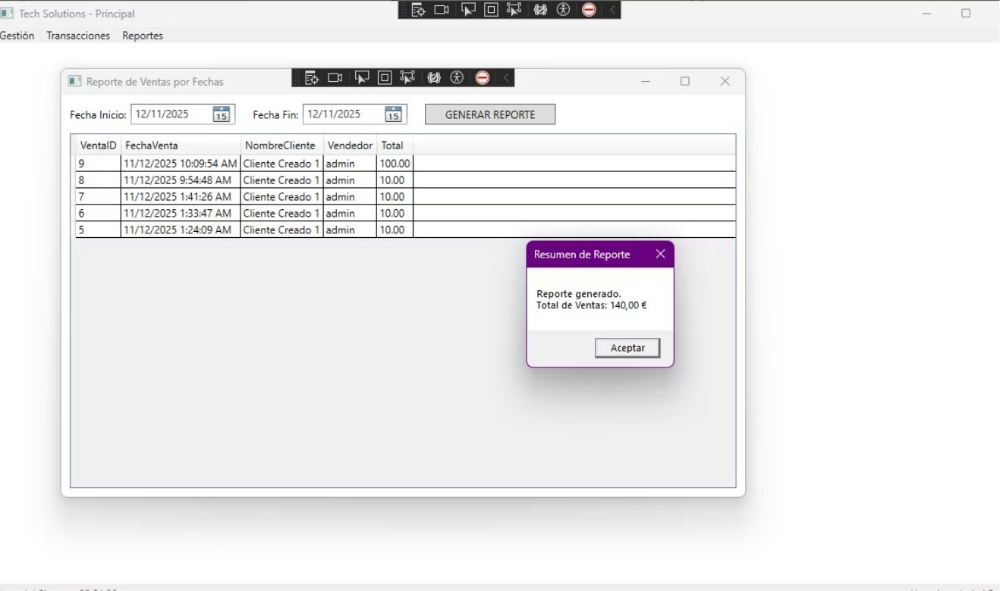 Tech Solutions - Principal
Gestión Transacciones Reportes
Reporte de Ventas por Fechas
Fecha Inicio: 12/11/2025 15 Fecha Fin: 12/11/2025 15 GENERAR REPORTE
VentaID FechaVenta NombreCliente Vendedor Total
9 11/12/2025 10:09:54 AM Cliente Creado 1 admin 100.00
8 11/12/2025 9:54:48 AM Cliente Creado 1 admin 10.00
7 11/12/2025 1:41:26 AM Cliente Creado 1 admin 10.00
6 11/12/2025 1:33:47 AM Cliente Creado 1 admin 10.00
5 11/12/2025 1:24:09 AM Cliente Creado 1 admin 10.00
Resumen de Reporte
Reporte generado.
Total de Ventas: 140,00 €
Aceptar